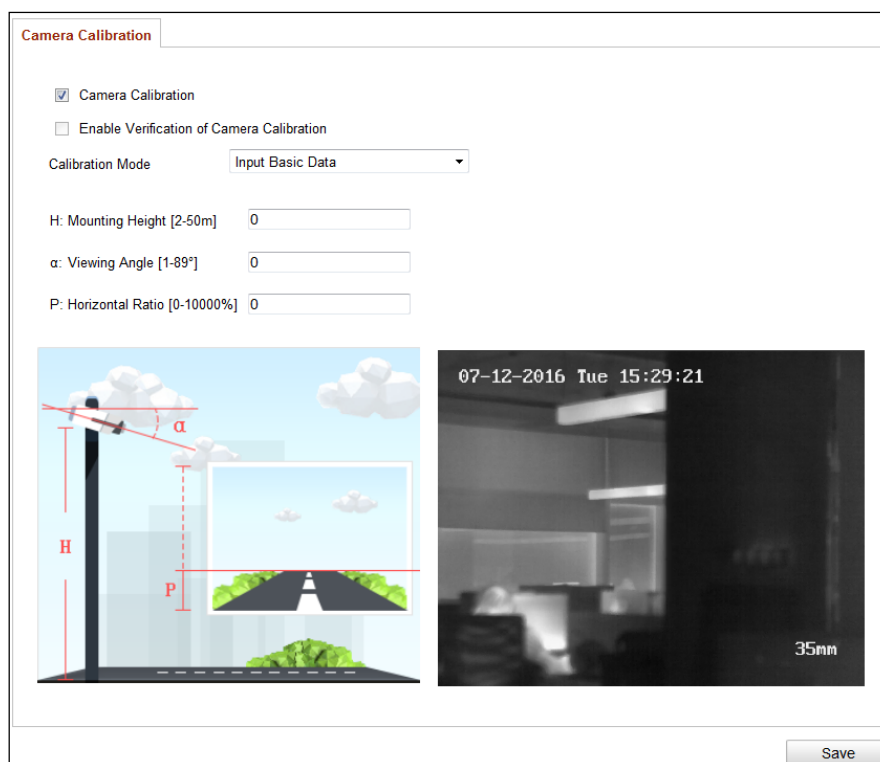 Camera Calibration
Camera Calibration
Enable Verification of Camera Calibration
Calibration Mode
Input Basic Data
H: Mounting Height [2-50m]
0
α: Viewing Angle [1-89°]
0
P: Horizontal Ratio [0-10000%]
0
α
H
P
07-12-2016 Tue 15:29:21
35mm
Save